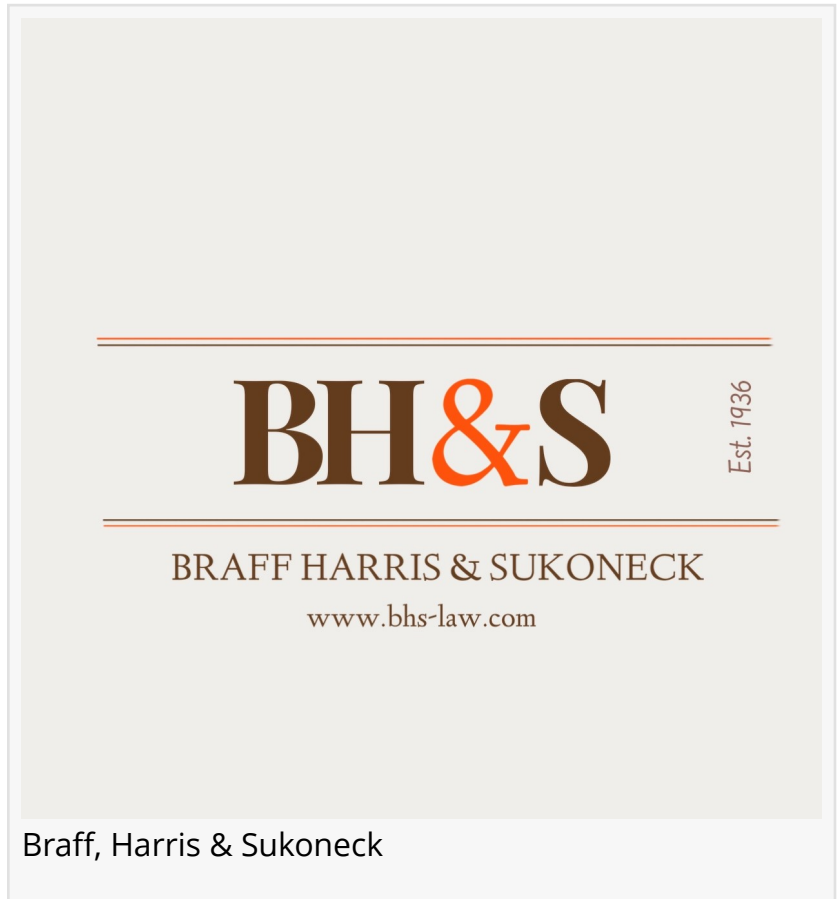 BH&S
Est. 1936
BRAFF HARRIS & SUKONECK
www.bhs-law.com
Braff, Harris & Sukoneck